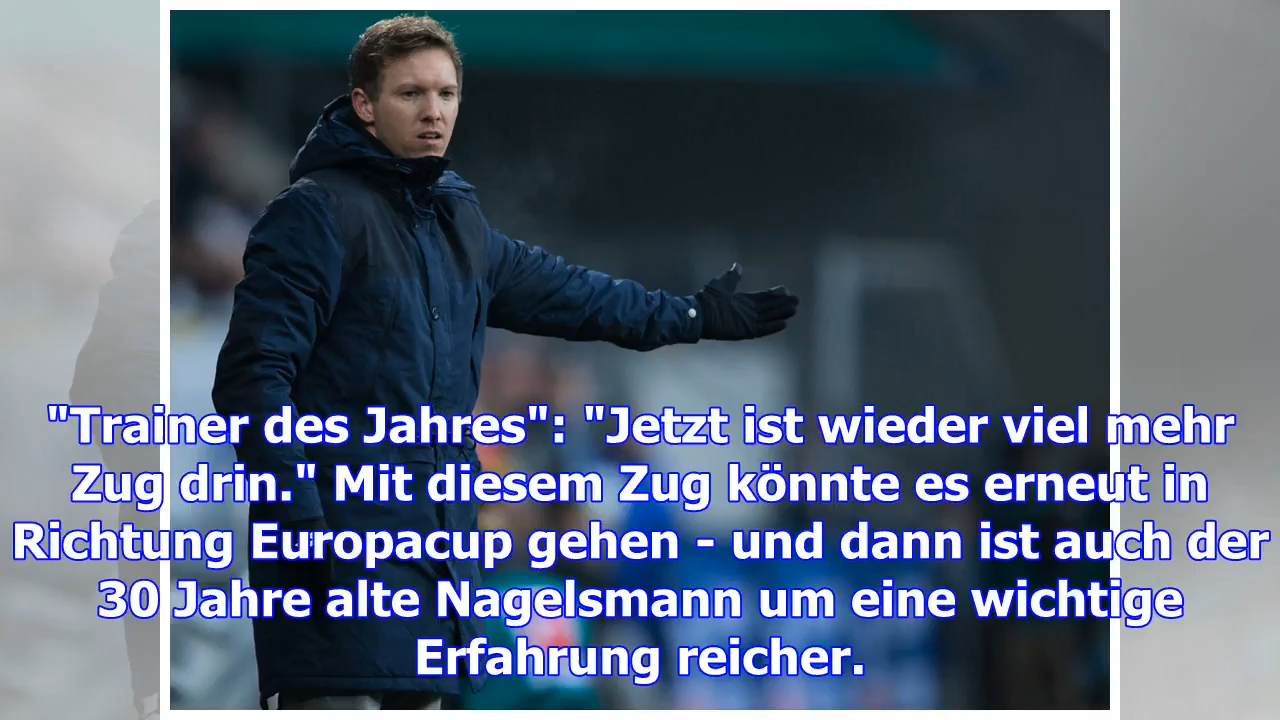 "Trainer des Jahres": "Jetzt ist wieder viel mehr
Zug drin." Mit diesem Zug könnte es erneut in
Richtung Europacup gehen - und dann ist auch der
30 Jahre alte Nagelsmann um eine wichtige
Erfahrung reicher.